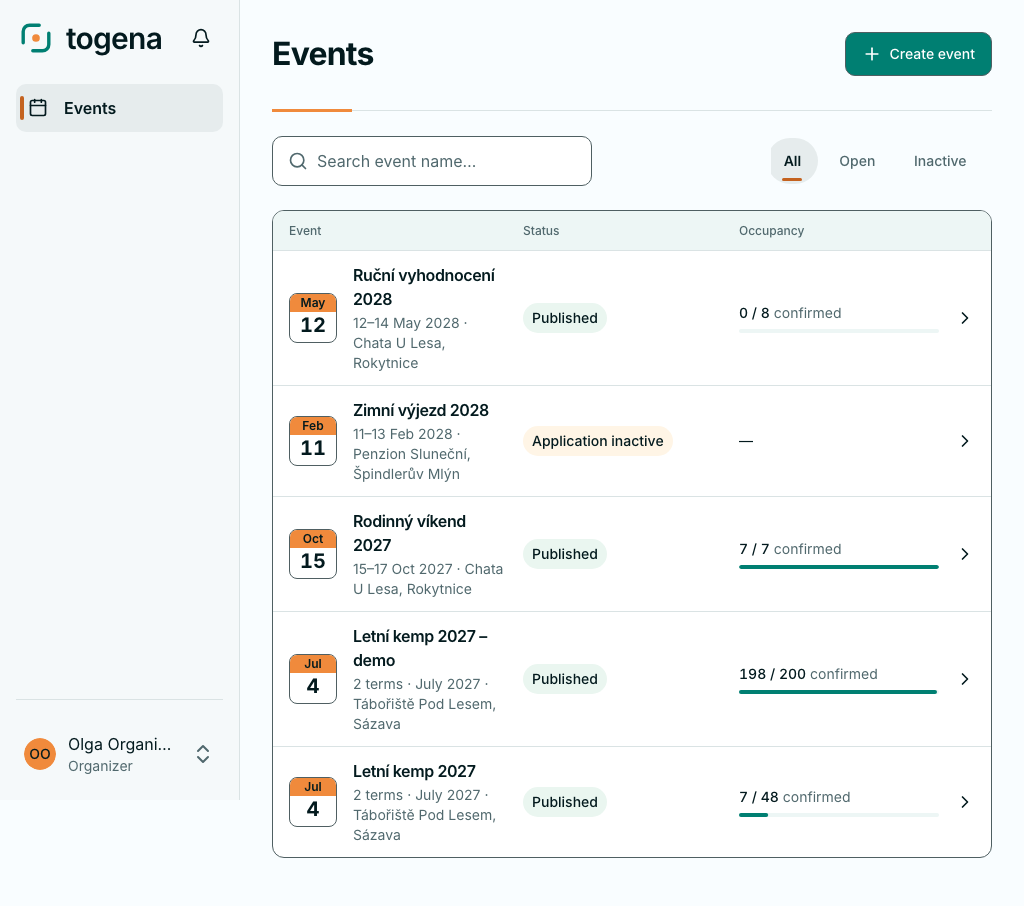 togena
Events
Olga Organi...
Organizer
OO
Events
Create event
Search event name...
All
Open
Inactive
Event
Status
Occupancy
May
12
Ruční vyhodnocení
2028
12–14 May 2028 ·
Chata U Lesa,
Rokytnice
Published
0 / 8 confirmed
Feb
11
Zimní výjezd 2028
11–13 Feb 2028 ·
Penzion Sluneční,
Špindlerův Mlýn
Application inactive
—
Oct
15
Rodinný víkend
2027
15–17 Oct 2027 · Chata
U Lesa, Rokytnice
Published
7 / 7 confirmed
Jul
4
Letní kemp 2027 –
demo
2 terms · July 2027 ·
Tábořiště Pod Lesem,
Sázava
Published
198 / 200 confirmed
Jul
4
Letní kemp 2027
2 terms · July 2027 ·
Tábořiště Pod Lesem,
Sázava
Published
7 / 48 confirmed